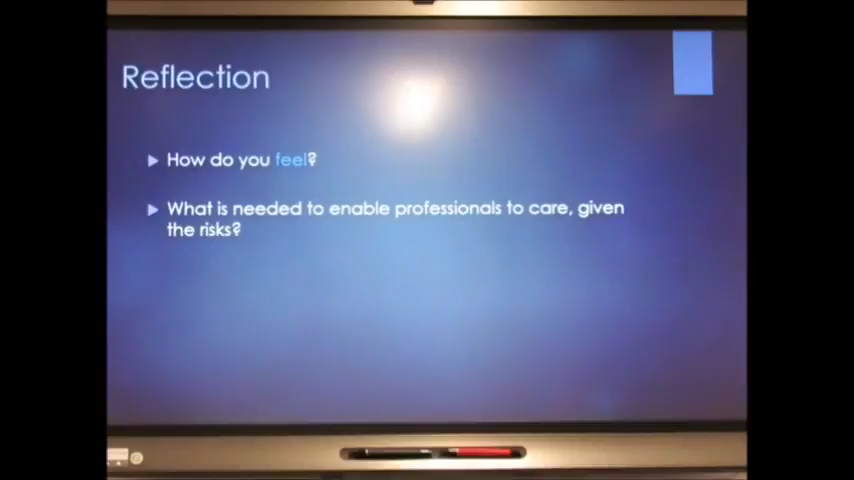 Reflection
How do you feel?
What is needed to enable professionals to care, given
the risks?